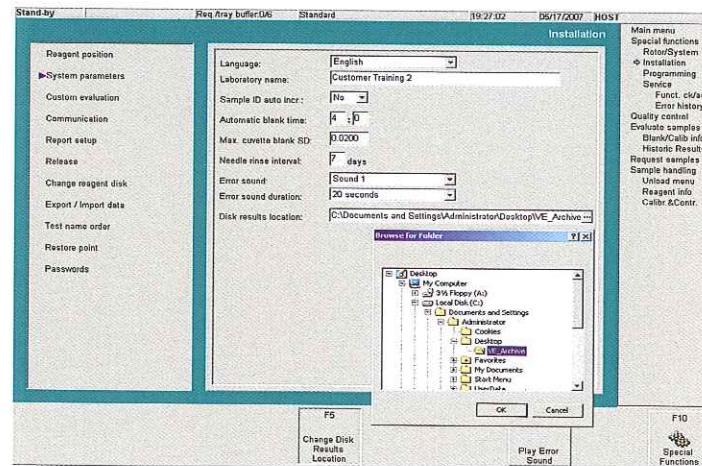 Stand-by Req /tray buffer:0/6 Standard 19:27:02 05/17/2007 HOST
Installation
Reagent position
System parameters
Custom evaluation
Communication
Report setup
Release
Change reagent disk
Export / Import data
Test name order
Restore point
Passwords
Language: English
Laboratory name: Customer Training 2
Sample ID auto incr.: No
Automatic blank time: 4 : 0
Max. cuvette blank SD: 0.0200
Needle rinse interval: 7 days
Error sound: Sound 1
Error sound duration: 20 seconds
Disk results location: C:\Documents and Settings\Administrator\Desktop\VE_Archive ...
Browse for Folder ? ×
Desktop
My Computer
3½ Floppy (A:)
Local Disk (C:)
Documents and Settings
Administrator
Cookies
Desktop
VE_Archive
Favorites
My Documents
Start Menu
UserData
OK Cancel
Main menu
Special functions
Rotor/System
Installation
Programming
Service
Funct. ck/a
Error history
Quality control
Evaluate samples
Blank/Calib info
Historic Result
Request samples
Sample handling
Unload menu
Reagent info
Calibr.&Contr.
F5
Change Disk
Results
Location
Play Error
Sound
F10
Special
Functions